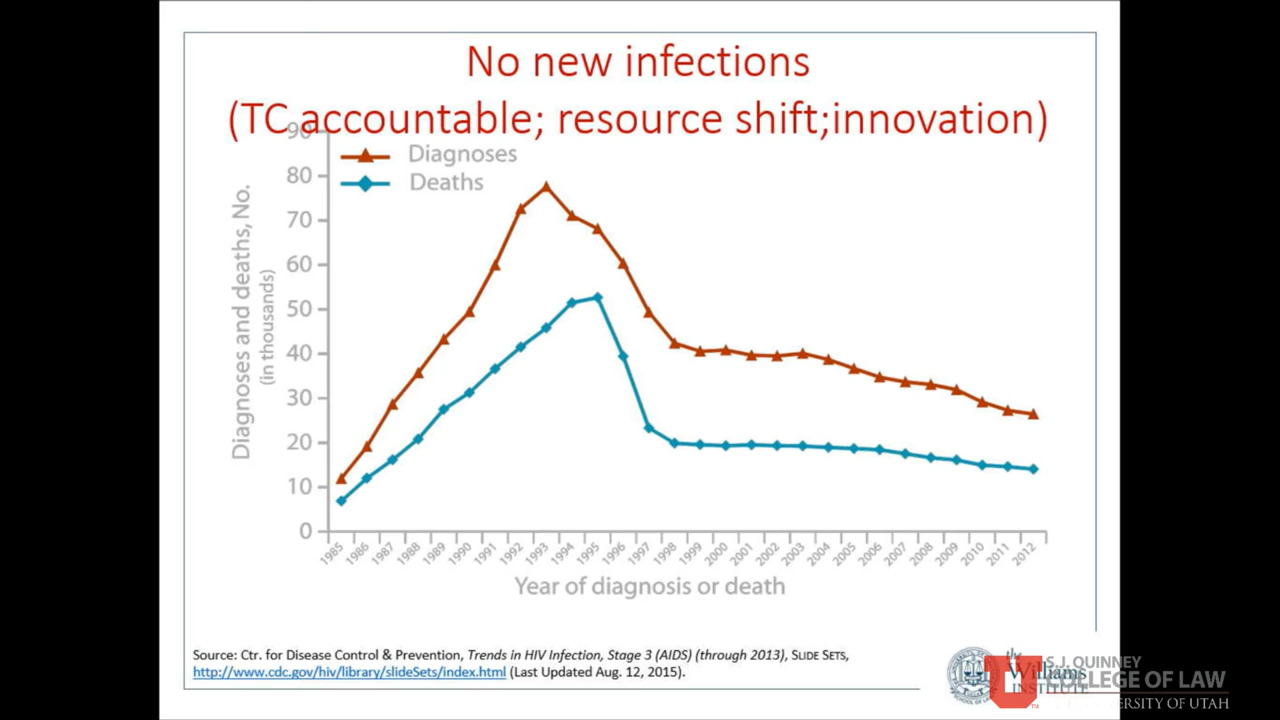 No new infections
(TC accountable; resource shift;innovation)
90
Diagnoses
Deaths
80
70
60
50
40
30
20
10
0
Diagnoses and deaths, No.
(in thousands)
1985 1986 1987 1988 1989 1990 1991 1992 1993 1994 1995 1996 1997 1998 1999 2000 2001 2002 2003 2004 2005 2006 2007 2008 2009 2010 2011 2012
Year of diagnosis or death
Source: Ctr. for Disease Control & Prevention, Trends in HIV Infection, Stage 3 (AIDS) (through 2013), SLIDE SETS,
http://www.cdc.gov/hiv/library/slideSets/index.html (Last Updated Aug. 12, 2015).
the
Williams
INSTITUTE
S.J. QUINNEY
COLLEGE OF LAW
UNIVERSITY OF UTAH